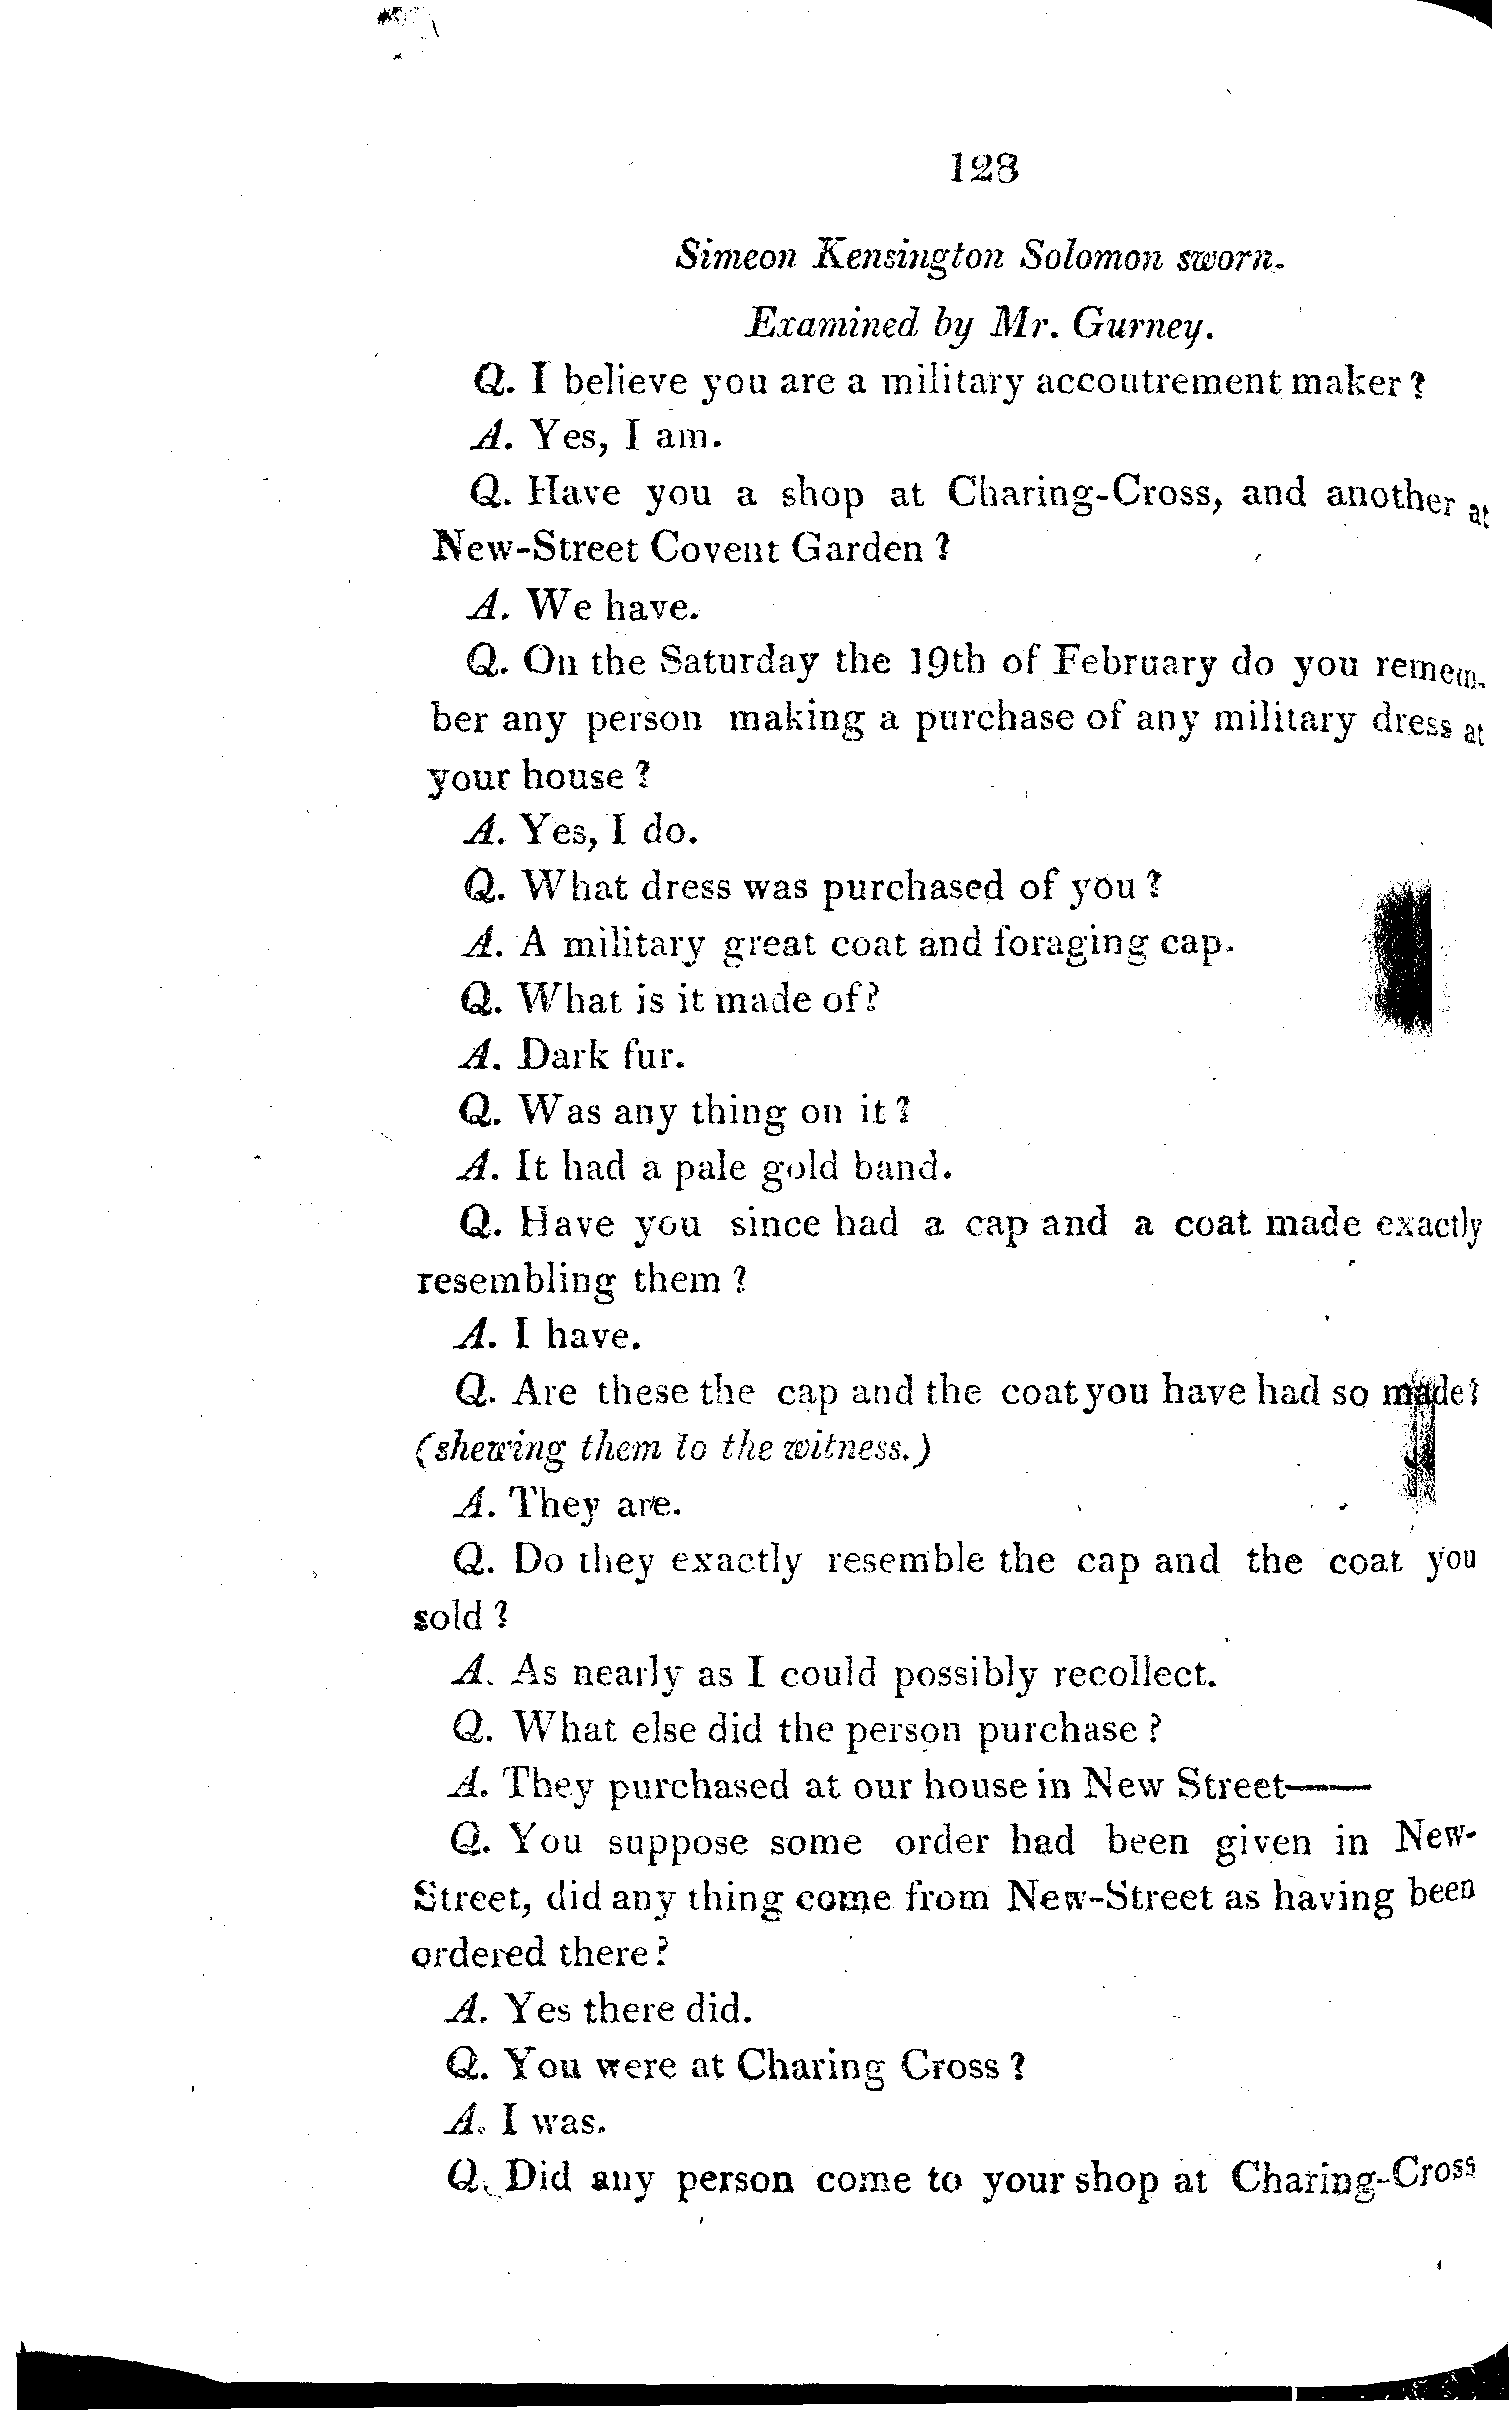 128
Simeon Kensington Solomon sworn.
Examined by Mr. Gurney.
Q. I believe you are a military accoutrement maker?
A. Yes, I am.
Q. Have you a shop at Charing-Cross, and another at
New-Street Covent Garden?
A. We have.
Q. On the Saturday the 19th of February do you remem-
ber any person making a purchase of any military dress at
your house?
A. Yes, I do.
Q. What dress was purchased of you?
A. A military great coat and foraging cap.
Q. What is it made of?
A. Dark fur.
Q. Was any thing on it?
A. It had a pale gold band.
Q. Have you since had a cap and a coat made exactly
resembling them?
A. I have.
Q. Are these the cap and the coat you have had so made?
(shewing them to the witness.)
A. They are.
Q. Do they exactly resemble the cap and the coat you
sold?
A. As nearly as I could possibly recollect.
Q. What else did the person purchase?
A. They purchased at our house in New Street——
Q. You suppose some order had been given in New-
Street, did any thing come from New-Street as having been
ordered there?
A. Yes there did.
Q. You were at Charing Cross?
A. I was.
Q. Did any person come to your shop at Charing-Cross